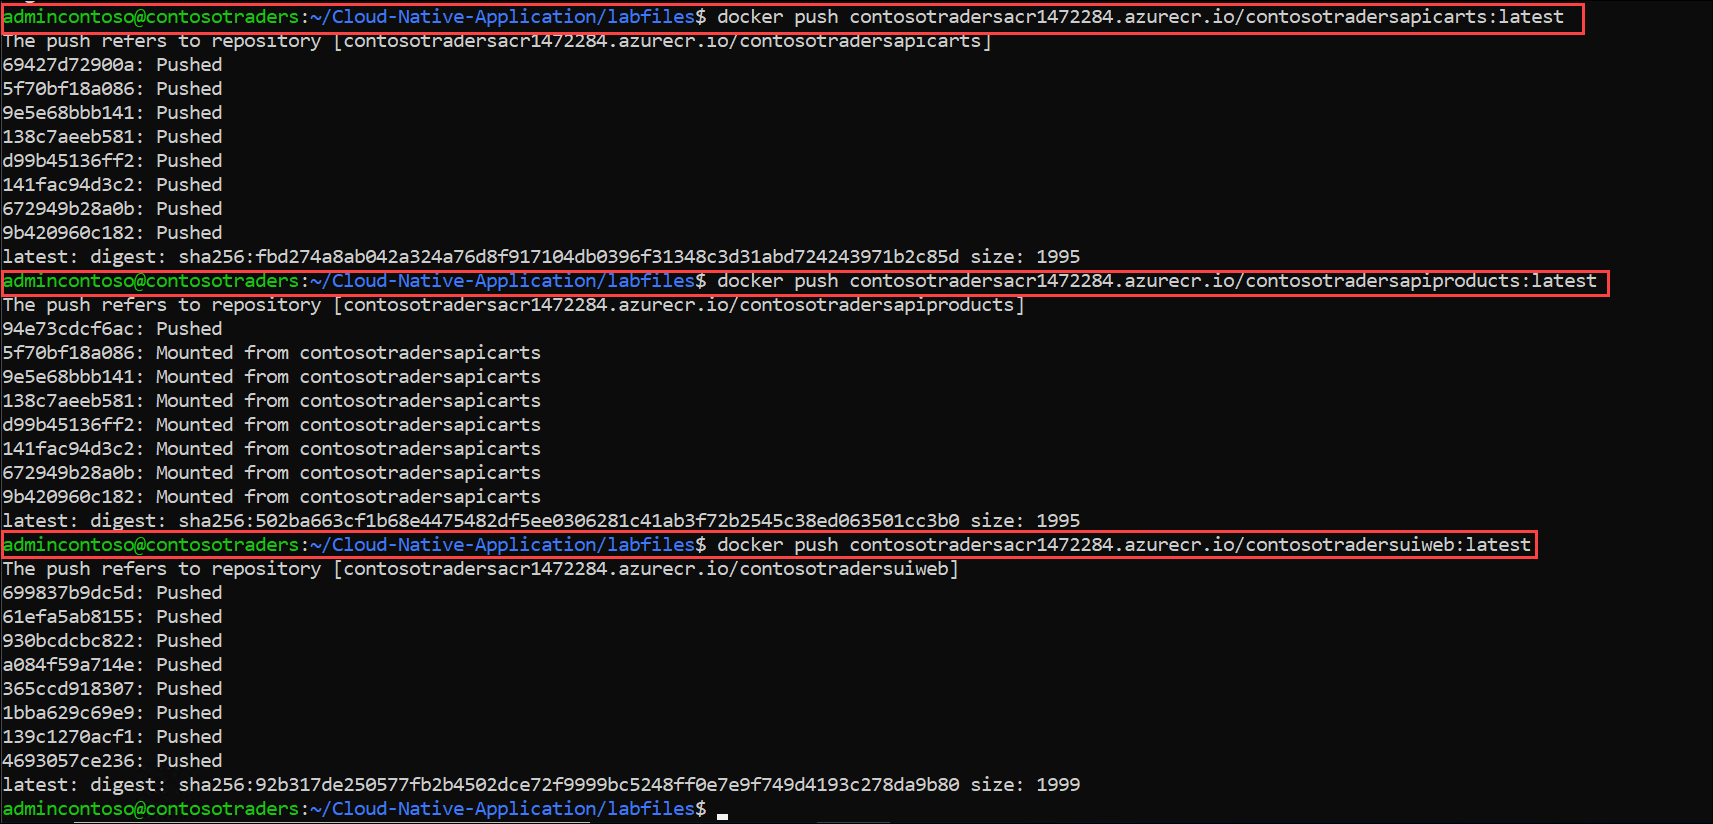 admincontoso@contosotraders:~/Cloud-Native-Application/labfiles$ docker push contosotradersacr1472284.azurecr.io/contosotradersapicarts:latest
The push refers to repository [contosotradersacr1472284.azurecr.io/contosotradersapicarts]
69427d72900a: Pushed
5f70bf18a086: Pushed
9e5e68bbb141: Pushed
138c7aeeb581: Pushed
d99b45136ff2: Pushed
141fac94d3c2: Pushed
672949b28a0b: Pushed
9b420960c182: Pushed
latest: digest: sha256:fbd274a8ab042a324a76d8f917104db0396f31348c3d31abd724243971b2c85d size: 1995
admincontoso@contosotraders:~/Cloud-Native-Application/labfiles$ docker push contosotradersacr1472284.azurecr.io/contosotradersapiproducts:latest
The push refers to repository [contosotradersacr1472284.azurecr.io/contosotradersapiproducts]
94e73cdcf6ac: Pushed
5f70bf18a086: Mounted from contosotradersapicarts
9e5e68bbb141: Mounted from contosotradersapicarts
138c7aeeb581: Mounted from contosotradersapicarts
d99b45136ff2: Mounted from contosotradersapicarts
141fac94d3c2: Mounted from contosotradersapicarts
672949b28a0b: Mounted from contosotradersapicarts
9b420960c182: Mounted from contosotradersapicarts
latest: digest: sha256:502ba663cf1b68e4475482df5ee0306281c41ab3f72b2545c38ed063501cc3b0 size: 1995
admincontoso@contosotraders:~/Cloud-Native-Application/labfiles$ docker push contosotradersacr1472284.azurecr.io/contosotradersuiweb:latest
The push refers to repository [contosotradersacr1472284.azurecr.io/contosotradersuiweb]
699837b9dc5d: Pushed
61efa5ab8155: Pushed
930bcdcbc822: Pushed
a084f59a714e: Pushed
365ccd918307: Pushed
1bba629c69e9: Pushed
139c1270acf1: Pushed
4693057ce236: Pushed
latest: digest: sha256:92b317de250577fb2b4502dce72f9999bc5248ff0e7e9f749d4193c278da9b80 size: 1999
admincontoso@contosotraders:~/Cloud-Native-Application/labfiles$